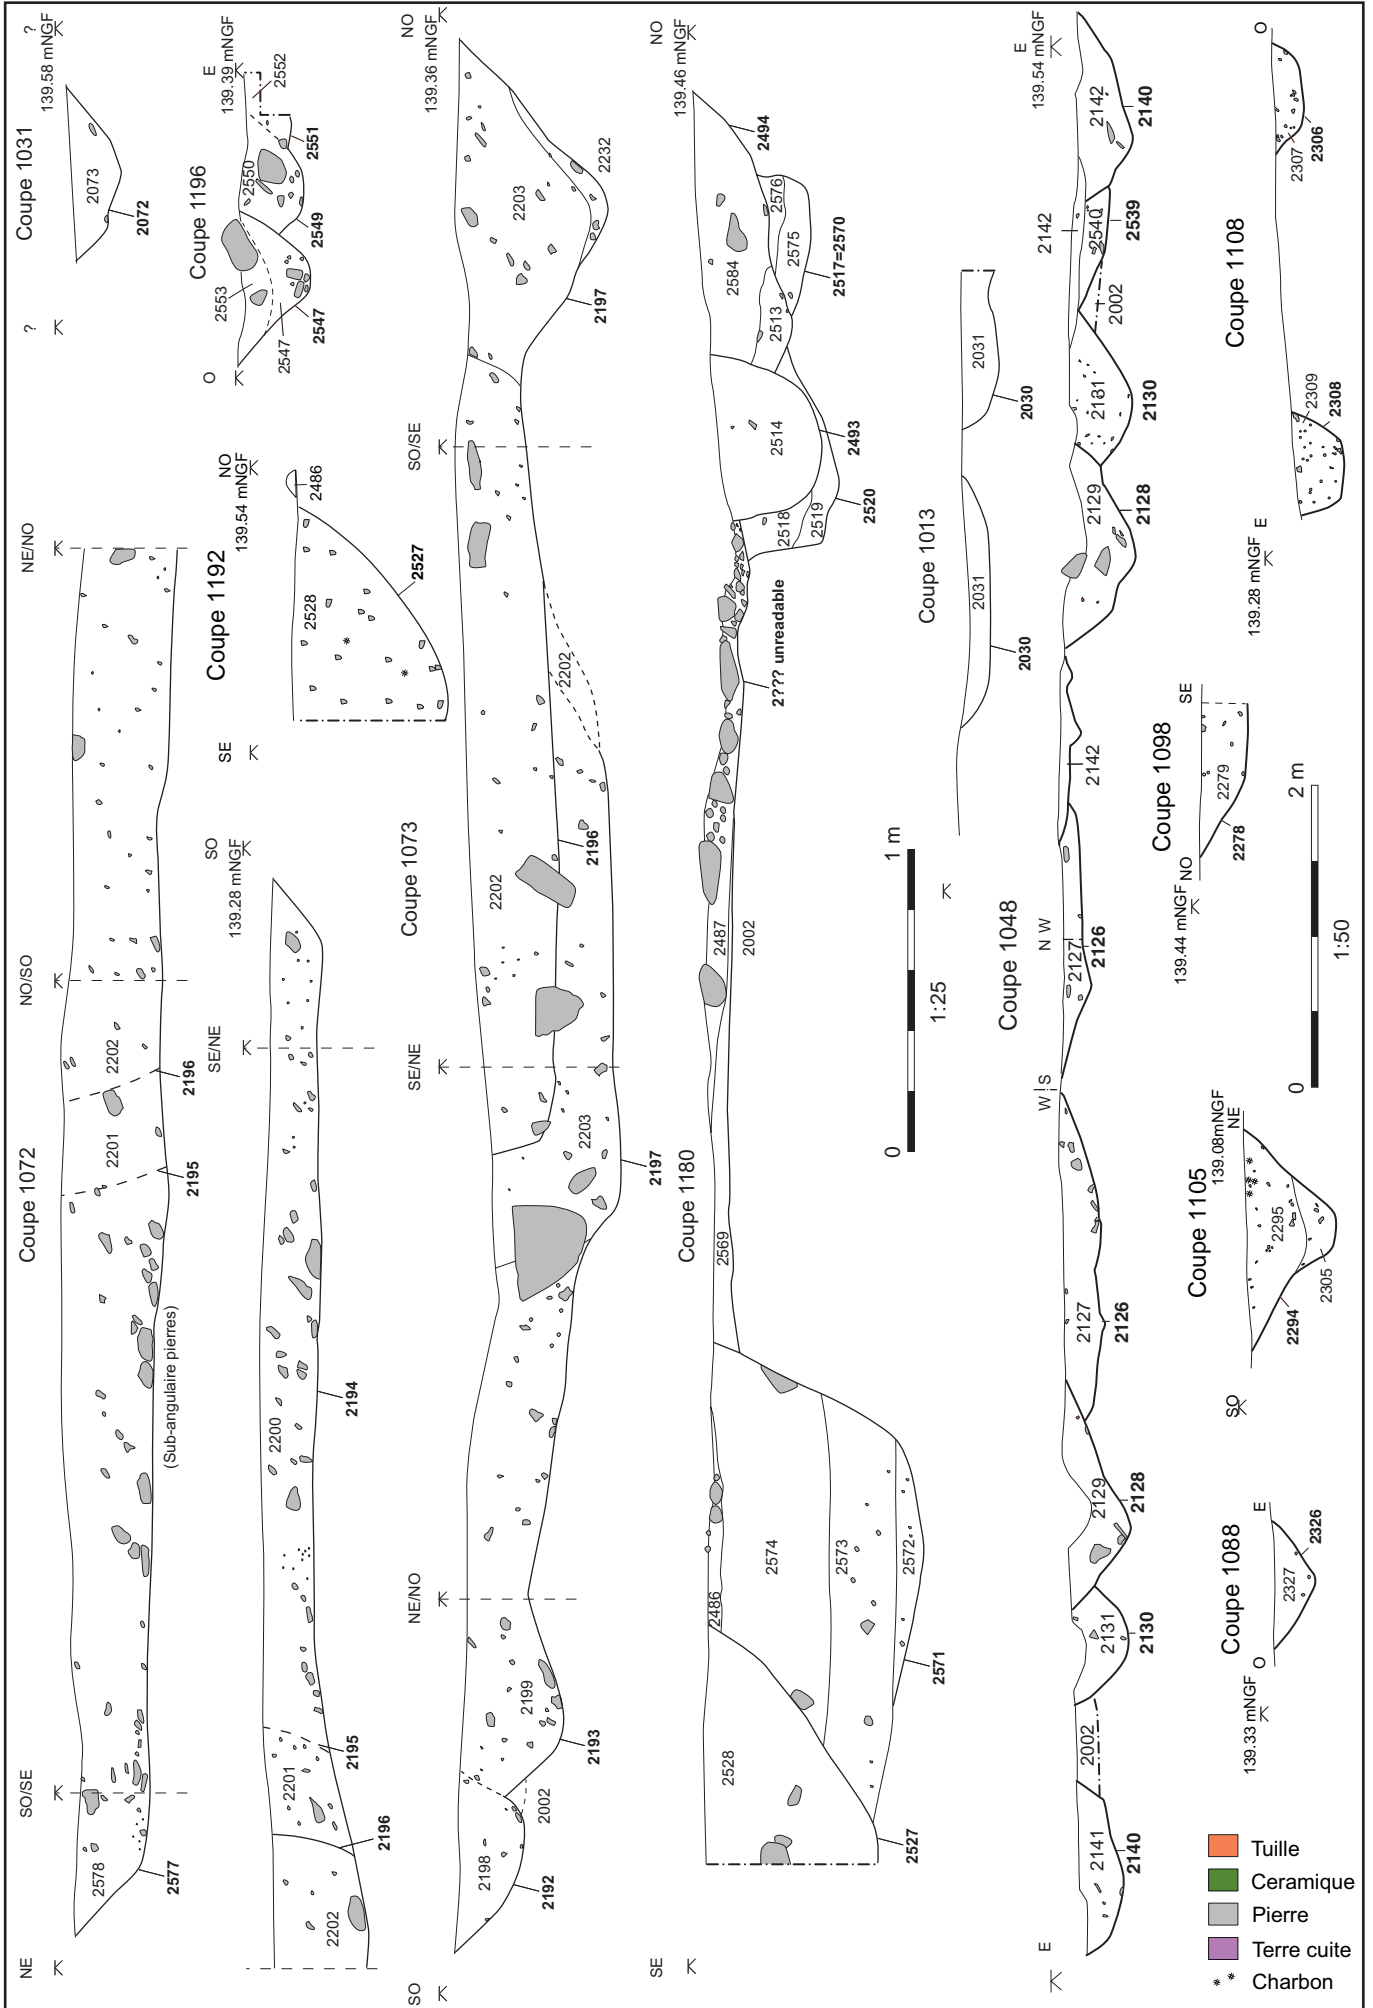 Coupe 1031
?
K
139.58 mNGF
?
K
2073
2072
Coupe 1196
O
K
139.39 mNGF
E
K
2553
2547
2547
2550
2549
2551
2552
Coupe 1072
NE
K
SO/SE
K
NO/SO
K
NE/NO
K
2578
2577
(Sub-angulaire pierres)
2201
2195
2202
2196
SE/NE
K
139.28 mNGF
SO
K
2202
2196
2201
2195
2200
2194
Coupe 1192
SE
K
139.54 mNGF
NO
K
2528
2527
2486
Coupe 1073
SO
K
NE/NO
K
SE/NE
K
SO/SE
K
139.36 mNGF
NO
K
2198
2192
2002
2199
2193
2203
2197
2202
2196
2202
2203
2197
2232
Coupe 1180
SE
K
139.46 mNGF
NO
K
2528
2527
2486
2574
2573
2572
2571
2569
2487
2002
2???? unreadable
2518
2519
2520
2514
2493
2513
2584
2575
2576
2517=2570
2494
0
1 m
1:25
Coupe 1013
K
2031
2030
2031
2030
Coupe 1048
E
K
W
S
N W
139.54 mNGF
E
K
2141
2140
2002
2131
2130
2129
2128
2127
2126
2127
2126
2142
2129
2128
2181
2130
2002
2540
2539
2142
2142
2140
Coupe 1088
139.33 mNGF
K
O
E
2327
2326
Coupe 1105
SO
K
139.08mNGF
NE
K
2295
2294
2305
Coupe 1098
139.44 mNGF
K
NO
SE
2279
2278
Coupe 1108
139.28 mNGF
K
E
O
2309
2308
2307
2306
0
2 m
1:50
Tuille
Ceramique
Pierre
Terre cuite
Charbon